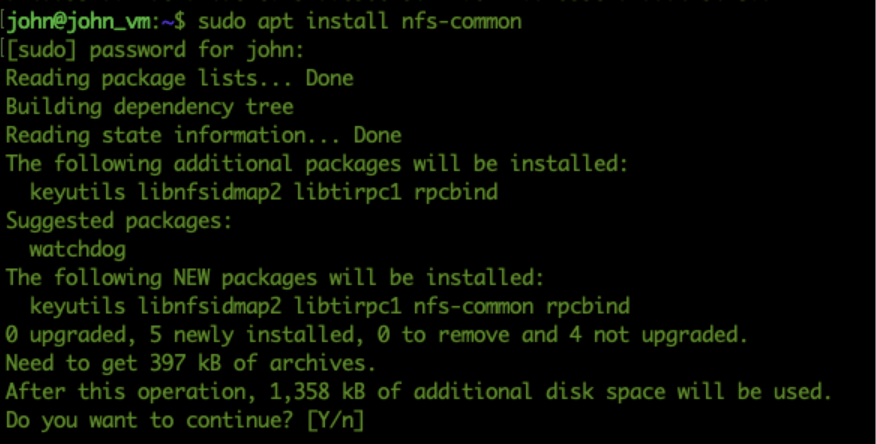 [john@john_vm:~$ sudo apt install nfs-common
[[sudo] password for john:
Reading package lists... Done
Building dependency tree
Reading state information... Done
The following additional packages will be installed:
  keyutils libnfsidmap2 libtirpc1 rpcbind
Suggested packages:
  watchdog
The following NEW packages will be installed:
  keyutils libnfsidmap2 libtirpc1 nfs-common rpcbind
0 upgraded, 5 newly installed, 0 to remove and 4 not upgraded.
Need to get 397 kB of archives.
After this operation, 1,358 kB of additional disk space will be used.
Do you want to continue? [Y/n]